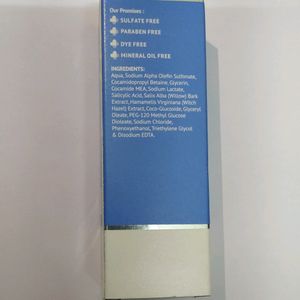 Our Promises :
SULFATE FREE
PARABEN FREE
DYE FREE
MINERAL OIL FREE
INGREDIENTS:
Aqua, Sodium Alpha Olefin Sulfonate,
Cocamidopropyl Betaine, Glycerin,
Cocamide MEA, Sodium Lactate,
Salicylic Acid, Salix Alba (Willow) Bark
Extract, Hamamelis Virginiana (Witch
Hazel) Extract, Coco-Glucoside, Glyceryl
Oleate, PEG-120 Methyl Glucose
Dioleate, Sodium Chloride,
Phenoxyethanol, Triethylene Glycol
& Disodium EDTA.